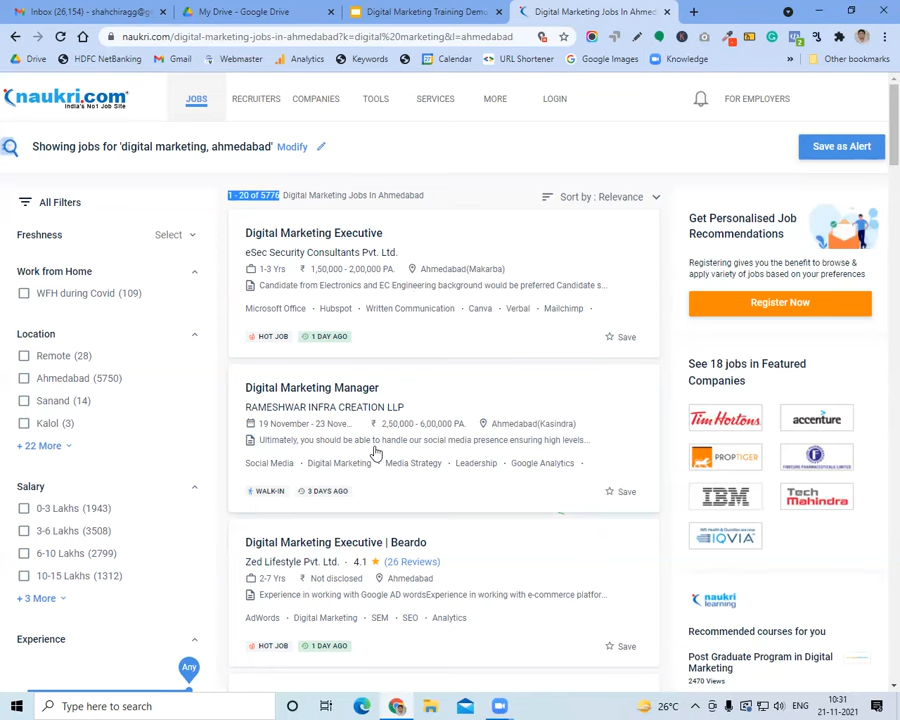 Inbox (26,154) - shahchirag@g
My Drive - Google Drive
Digital Marketing Training Demo
Digital Marketing Jobs In Ahmeda
naukri.com/digital-marketing-jobs-in-ahmedabad?k=digital%20marketing&l=ahmedabad
Drive
HDFC NetBanking
Gmail
Webmaster
Analytics
Keywords
Calendar
URL Shortener
Google Images
Knowledge
Other bookmarks
naukri.com
India's No1 Job Site
JOBS
RECRUITERS
COMPANIES
TOOLS
SERVICES
MORE
LOGIN
FOR EMPLOYERS
Showing jobs for 'digital marketing, ahmedabad' Modify
Save as Alert
All Filters
Freshness
Select
Work from Home
WFH during Covid (109)
Location
Remote (28)
Ahmedabad (5750)
Sanand (14)
Kalol (3)
+ 22 More
Salary
0-3 Lakhs (1943)
3-6 Lakhs (3508)
6-10 Lakhs (2799)
10-15 Lakhs (1312)
+ 3 More
Experience
Any
1 - 20 of 5776 Digital Marketing Jobs In Ahmedabad
Sort by : Relevance
Digital Marketing Executive
eSec Security Consultants Pvt. Ltd.
1-3 Yrs ₹ 1,50,000 - 2,00,000 PA. Ahmedabad(Makarba)
Candidate from Electronics and EC Engineering background would be preferred Candidate s...
Microsoft Office · Hubspot · Written Communication · Canva · Verbal · Mailchimp ·
HOT JOB 1 DAY AGO
Save
Digital Marketing Manager
RAMESHWAR INFRA CREATION LLP
19 November - 23 Nove... ₹ 2,50,000 - 6,00,000 PA. Ahmedabad(Kasindra)
Ultimately, you should be able to handle our social media presence ensuring high levels...
Social Media · Digital Marketing Media Strategy · Leadership · Google Analytics ·
WALK-IN 3 DAYS AGO
Save
Digital Marketing Executive | Beardo
Zed Lifestyle Pvt. Ltd. · 4.1 ★ (26 Reviews)
2-7 Yrs ₹ Not disclosed Ahmedabad
Experience in working with Google AD wordsExperience in working with e-commerce platfor...
AdWords · Digital Marketing · SEM · SEO · Analytics
HOT JOB 1 DAY AGO
Save
Get Personalised Job
Recommendations
Registering gives you the benefit to browse &
apply variety of jobs based on your preferences
Register Now
See 18 jobs in Featured
Companies
Tim Hortons
accenture
PROPTIGER
IBM
Tech
Mahindra
IQVIA
naukri
learning
Recommended courses for you
Post Graduate Program in Digital
Marketing
2470 Views
Type here to search
26°C
10:31
21-11-2021